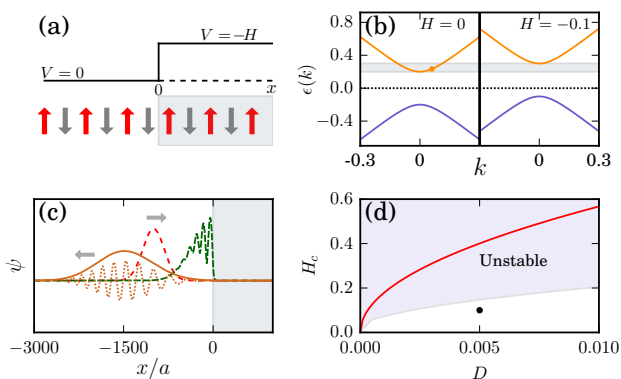 (a)
V = −H
V = 0
0
x
(b)
H = 0
H = −0.1
ϵ(k)
0.8
0.4
0.0
−0.4
-0.3
0
k
0
0.3
(c)
ψ
−3000
−1500
0
x/a
(d)
Unstable
H_c
0.6
0.4
0.2
0.0
0.000
0.005
0.010
D